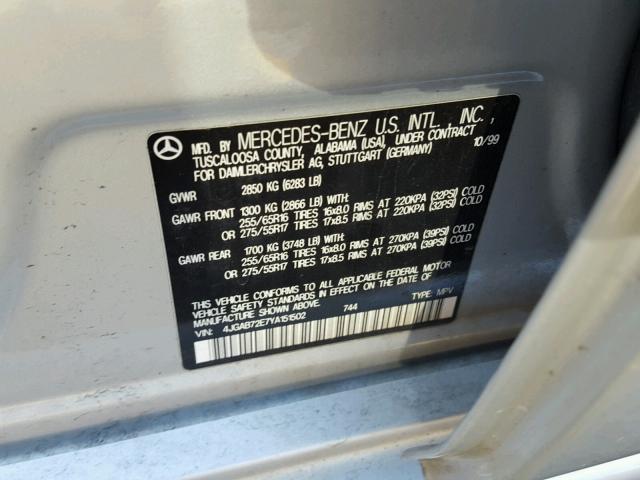 MFD. BY MERCEDES-BENZ U.S. INTL., INC.,
TUSCALOOSA COUNTY, ALABAMA (USA), UNDER CONTRACT 10/99
FOR DAIMLERCHRYSLER AG, STUTTGART (GERMANY)
GVWR 2850 KG (6283 LB)
GAWR FRONT 1300 KG (2866 LB) WITH:
255/65R16 TIRES 16x8.0 RIMS AT 220KPA (32PSI) COLD
or 275/55R17 TIRES 17x8.5 RIMS AT 220KPA (32PSI) COLD
GAWR REAR 1700 KG (3748 LB) WITH:
255/65R16 TIRES 16x8.0 RIMS AT 270KPA (39PSI) COLD
or 275/55R17 TIRES 17x8.5 RIMS AT 270KPA (39PSI) COLD
THIS VEHICLE CONFORMS TO ALL APPLICABLE FEDERAL MOTOR
VEHICLE SAFETY STANDARDS IN EFFECT ON THE DATE OF
MANUFACTURE SHOWN ABOVE. 744 TYPE: MPV
VIN: 4JGAB72E7YA151502